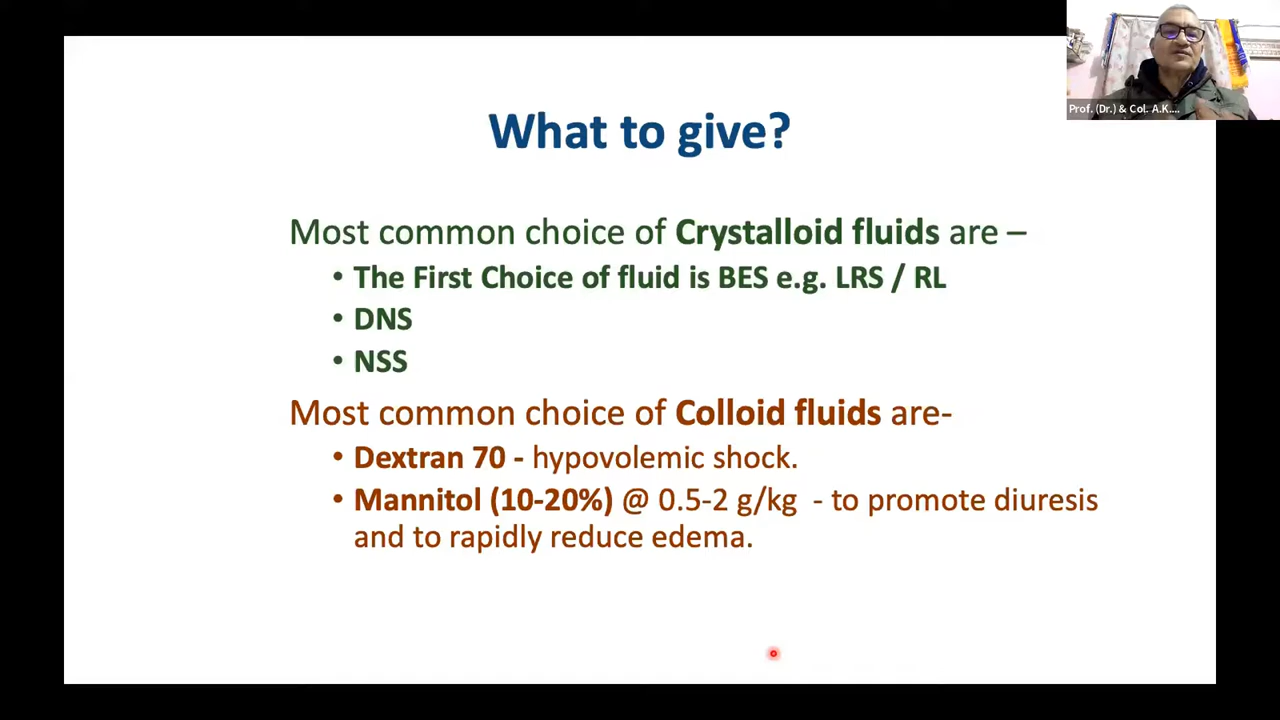 Prof. (Dr.) & Col. A.K....
What to give?
Most common choice of Crystalloid fluids are –
• The First Choice of fluid is BES e.g. LRS / RL
• DNS
• NSS
Most common choice of Colloid fluids are-
• Dextran 70 - hypovolemic shock.
• Mannitol (10-20%) @ 0.5-2 g/kg - to promote diuresis
and to rapidly reduce edema.